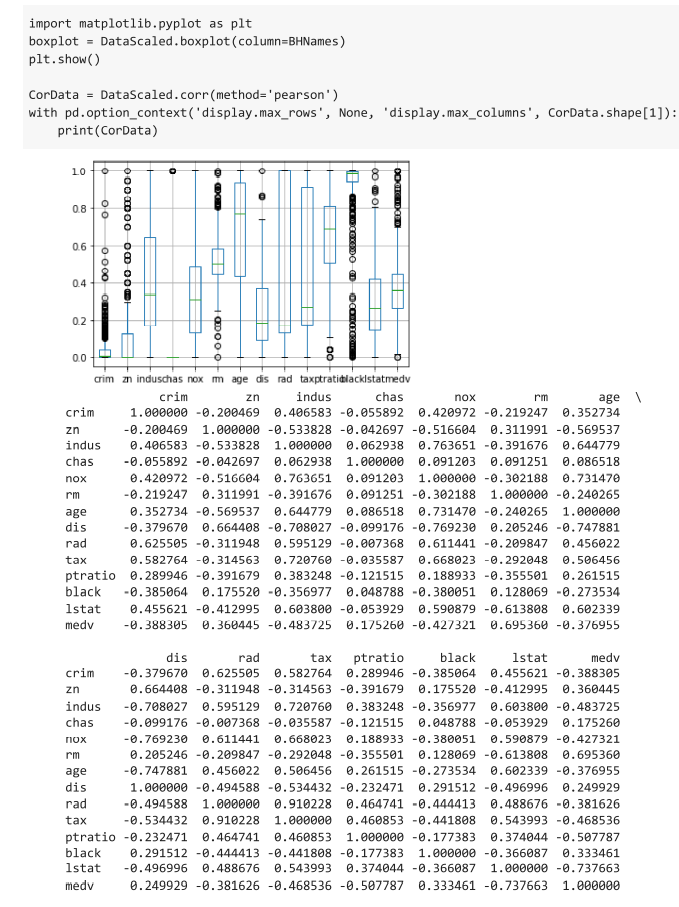 import matplotlib.pyplot as plt
boxplot = DataScaled.boxplot(column=BHNames)
plt.show()
CorData = DataScaled.corr(method='pearson')
with pd.option_context('display.max_rows', None, 'display.max_columns', CorData.shape[1]):
    print(CorData)
1.0
0.8
0.6
0.4
0.2
0.0
crim zn induschas nox rm age dis rad taxptratioblacklstatmedv
crim zn indus chas nox rm age \
crim 1.000000 -0.200469 0.406583 -0.055892 0.420972 -0.219247 0.352734
zn -0.200469 1.000000 -0.533828 -0.042697 -0.516604 0.311991 -0.569537
indus 0.406583 -0.533828 1.000000 0.062938 0.763651 -0.391676 0.644779
chas -0.055892 -0.042697 0.062938 1.000000 0.091203 0.091251 0.086518
nox 0.420972 -0.516604 0.763651 0.091203 1.000000 -0.302188 0.731470
rm -0.219247 0.311991 -0.391676 0.091251 -0.302188 1.000000 -0.240265
age 0.352734 -0.569537 0.644779 0.086518 0.731470 -0.240265 1.000000
dis -0.379670 0.664408 -0.708027 -0.099176 -0.769230 0.205246 -0.747881
rad 0.625505 -0.311948 0.595129 -0.007368 0.611441 -0.209847 0.456022
tax 0.582764 -0.314563 0.720760 -0.035587 0.668023 -0.292048 0.506456
ptratio 0.289946 -0.391679 0.383248 -0.121515 0.188933 -0.355501 0.261515
black -0.385064 0.175520 -0.356977 0.048788 -0.380051 0.128069 -0.273534
lstat 0.455621 -0.412995 0.603800 -0.053929 0.590879 -0.613808 0.602339
medv -0.388305 0.360445 -0.483725 0.175260 -0.427321 0.695360 -0.376955
dis rad tax ptratio black lstat medv
crim -0.379670 0.625505 0.582764 0.289946 -0.385064 0.455621 -0.388305
zn 0.664408 -0.311948 -0.314563 -0.391679 0.175520 -0.412995 0.360445
indus -0.708027 0.595129 0.720760 0.383248 -0.356977 0.603800 -0.483725
chas -0.099176 -0.007368 -0.035587 -0.121515 0.048788 -0.053929 0.175260
nox -0.769230 0.611441 0.668023 0.188933 -0.380051 0.590879 -0.427321
rm 0.205246 -0.209847 -0.292048 -0.355501 0.128069 -0.613808 0.695360
age -0.747881 0.456022 0.506456 0.261515 -0.273534 0.602339 -0.376955
dis 1.000000 -0.494588 -0.534432 -0.232471 0.291512 -0.496996 0.249929
rad -0.494588 1.000000 0.910228 0.464741 -0.444413 0.488676 -0.381626
tax -0.534432 0.910228 1.000000 0.460853 -0.441808 0.543993 -0.468536
ptratio -0.232471 0.464741 0.460853 1.000000 -0.177383 0.374044 -0.507787
black 0.291512 -0.444413 -0.441808 -0.177383 1.000000 -0.366087 0.333461
lstat -0.496996 0.488676 0.543993 0.374044 -0.366087 1.000000 -0.737663
medv 0.249929 -0.381626 -0.468536 -0.507787 0.333461 -0.737663 1.000000